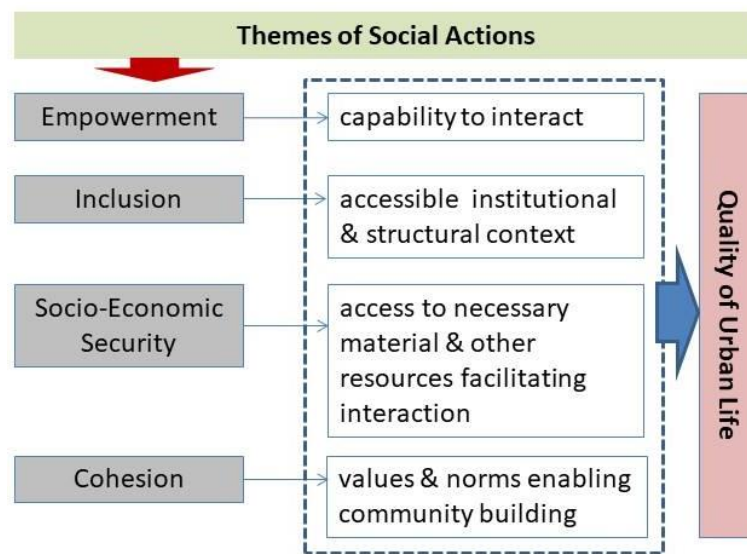 Themes of Social Actions
Empowerment
capability to interact
Inclusion
accessible institutional
& structural context
Socio-Economic
Security
access to necessary
material & other
resources facilitating
interaction
Cohesion
values & norms enabling
community building
Quality of Urban Life